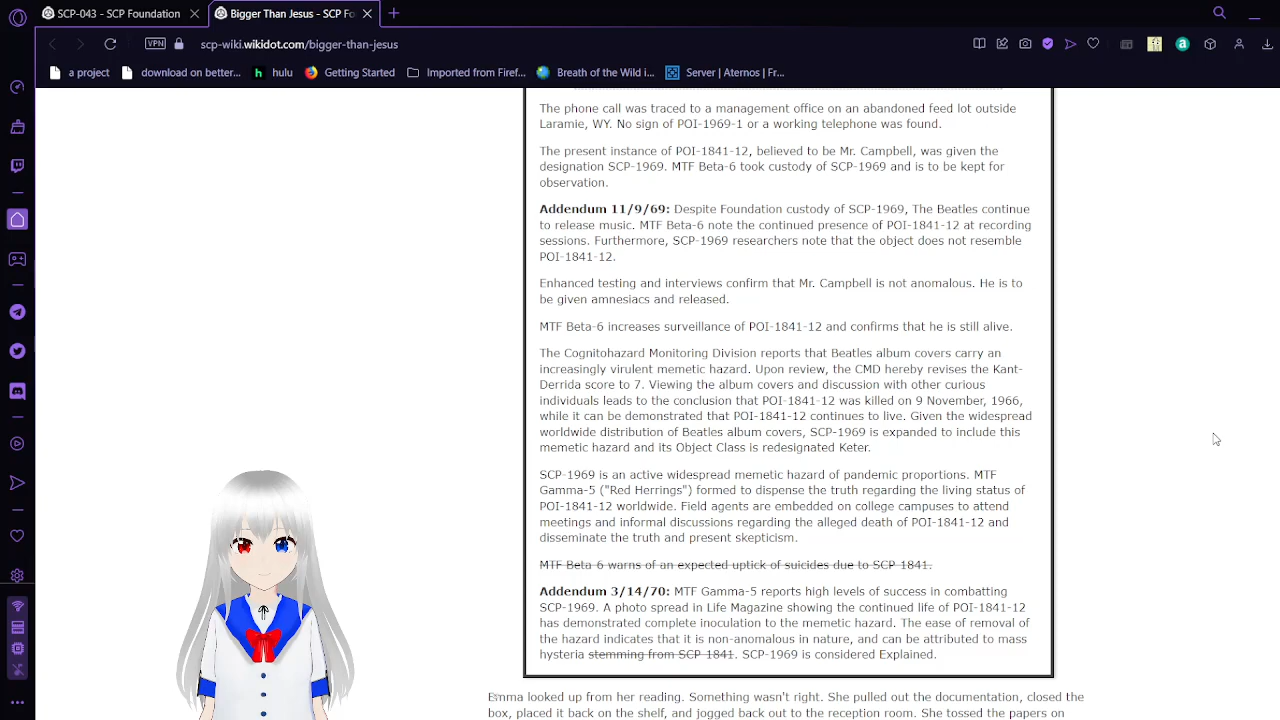 SCP-043 - SCP Foundation
Bigger Than Jesus - SCP Fo
VPN
scp-wiki.wikidot.com/bigger-than-jesus
a project
download on better...
h hulu
Getting Started
Imported from Firef...
Breath of the Wild i...
Server | Aternos | Fr...
The phone call was traced to a management office on an abandoned feed lot outside
Laramie, WY. No sign of POI-1969-1 or a working telephone was found.
The present instance of POI-1841-12, believed to be Mr. Campbell, was given the
designation SCP-1969. MTF Beta-6 took custody of SCP-1969 and is to be kept for
observation.
Addendum 11/9/69: Despite Foundation custody of SCP-1969, The Beatles continue
to release music. MTF Beta-6 note the continued presence of POI-1841-12 at recording
sessions. Furthermore, SCP-1969 researchers note that the object does not resemble
POI-1841-12.
Enhanced testing and interviews confirm that Mr. Campbell is not anomalous. He is to
be given amnesiacs and released.
MTF Beta-6 increases surveillance of POI-1841-12 and confirms that he is still alive.
The Cognitohazard Monitoring Division reports that Beatles album covers carry an
increasingly virulent memetic hazard. Upon review, the CMD hereby revises the Kant-
Derrida score to 7. Viewing the album covers and discussion with other curious
individuals leads to the conclusion that POI-1841-12 was killed on 9 November, 1966,
while it can be demonstrated that POI-1841-12 continues to live. Given the widespread
worldwide distribution of Beatles album covers, SCP-1969 is expanded to include this
memetic hazard and its Object Class is redesignated Keter.
SCP-1969 is an active widespread memetic hazard of pandemic proportions. MTF
Gamma-5 ("Red Herrings") formed to dispense the truth regarding the living status of
POI-1841-12 worldwide. Field agents are embedded on college campuses to attend
meetings and informal discussions regarding the alleged death of POI-1841-12 and
disseminate the truth and present skepticism.
MTF Beta-6 warns of an expected uptick of suicides due to SCP-1841.
Addendum 3/14/70: MTF Gamma-5 reports high levels of success in combatting
SCP-1969. A photo spread in Life Magazine showing the continued life of POI-1841-12
has demonstrated complete inoculation to the memetic hazard. The ease of removal of
the hazard indicates that it is non-anomalous in nature, and can be attributed to mass
hysteria stemming from SCP-1841. SCP-1969 is considered Explained.
Emma looked up from her reading. Something wasn't right. She pulled out the documentation, closed the
box, placed it back on the shelf, and jogged back out to the reception room. She tossed the papers on